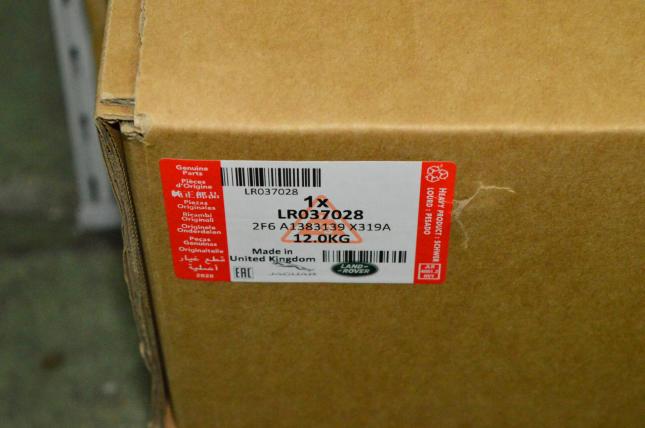 Genuine
Parts
Pièces
d'Origine
純正部品
Piezas
Originales
Ricambi
Originali
Originele
Onderdelen
Peças
Genuínas
Originalteile
قطع غيار
أصلية
2020
LR037028
1x
LR037028
2F6 A1383139 X319A
12.0KG
Made in
United Kingdom
EAC
JAGUAR
LAND-
ROVER
HEAVY PRODUCT : SCHWER
LOURD : PESADO